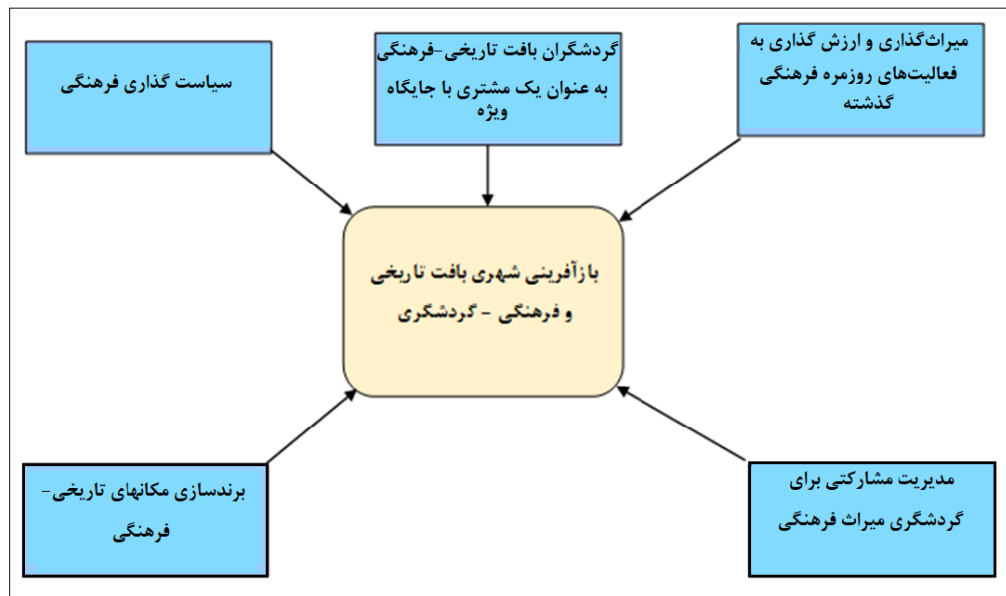 میراث‌گذاری و ارزش گذاری به
فعالیت‌های روزمره فرهنگی
گذشته
گردشگران بافت تاریخی-فرهنگی
به عنوان یک مشتری با جایگاه
ویژه
سیاست گذاری فرهنگی
بازآفرینی شهری بافت تاریخی
و فرهنگی - گردشگری
مدیریت مشارکتی برای
گردشگری میراث فرهنگی
برندسازی مکانهای تاریخی-
فرهنگی